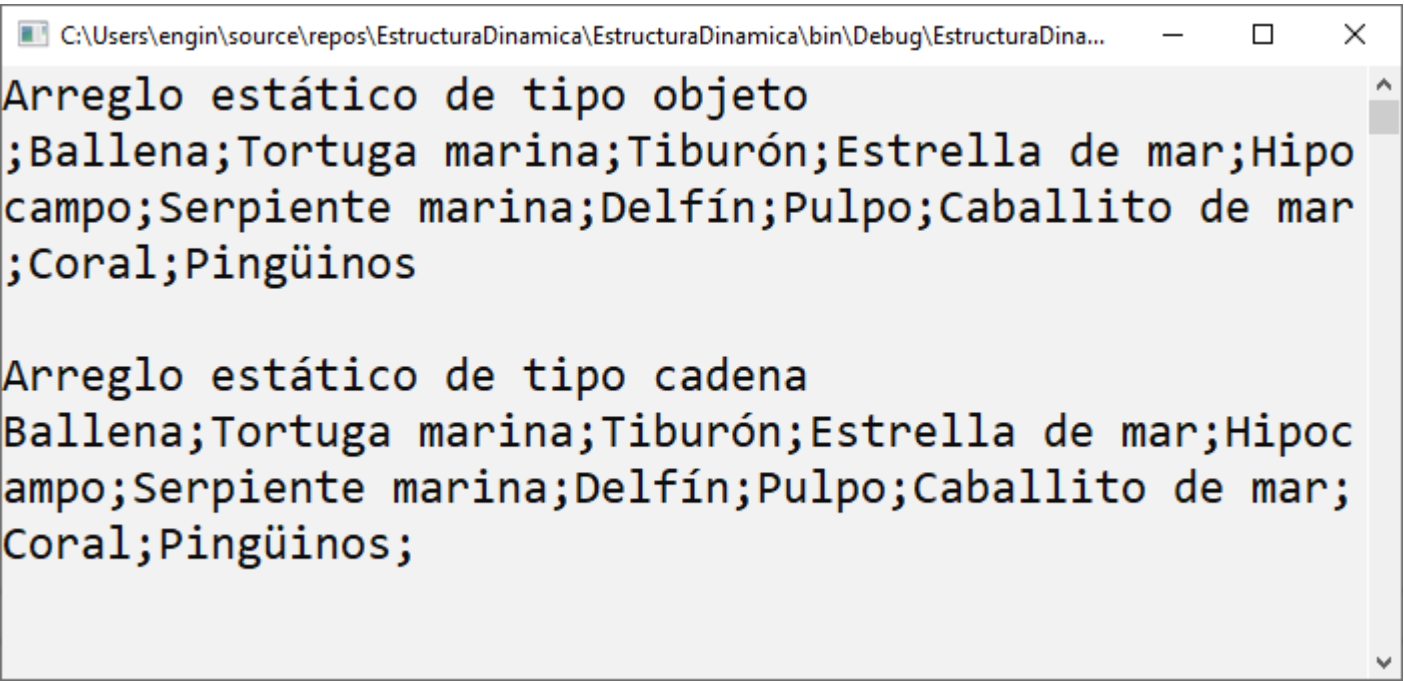 C:\Users\engin\source\repos\EstructuraDinamica\EstructuraDinamica\bin\Debug\EstructuraDina...
Arreglo estático de tipo objeto
;Ballena;Tortuga marina;Tiburón;Estrella de mar;Hipo
campo;Serpiente marina;Delfín;Pulpo;Caballito de mar
;Coral;Pingüinos
Arreglo estático de tipo cadena
Ballena;Tortuga marina;Tiburón;Estrella de mar;Hipoc
ampo;Serpiente marina;Delfín;Pulpo;Caballito de mar;
Coral;Pingüinos;